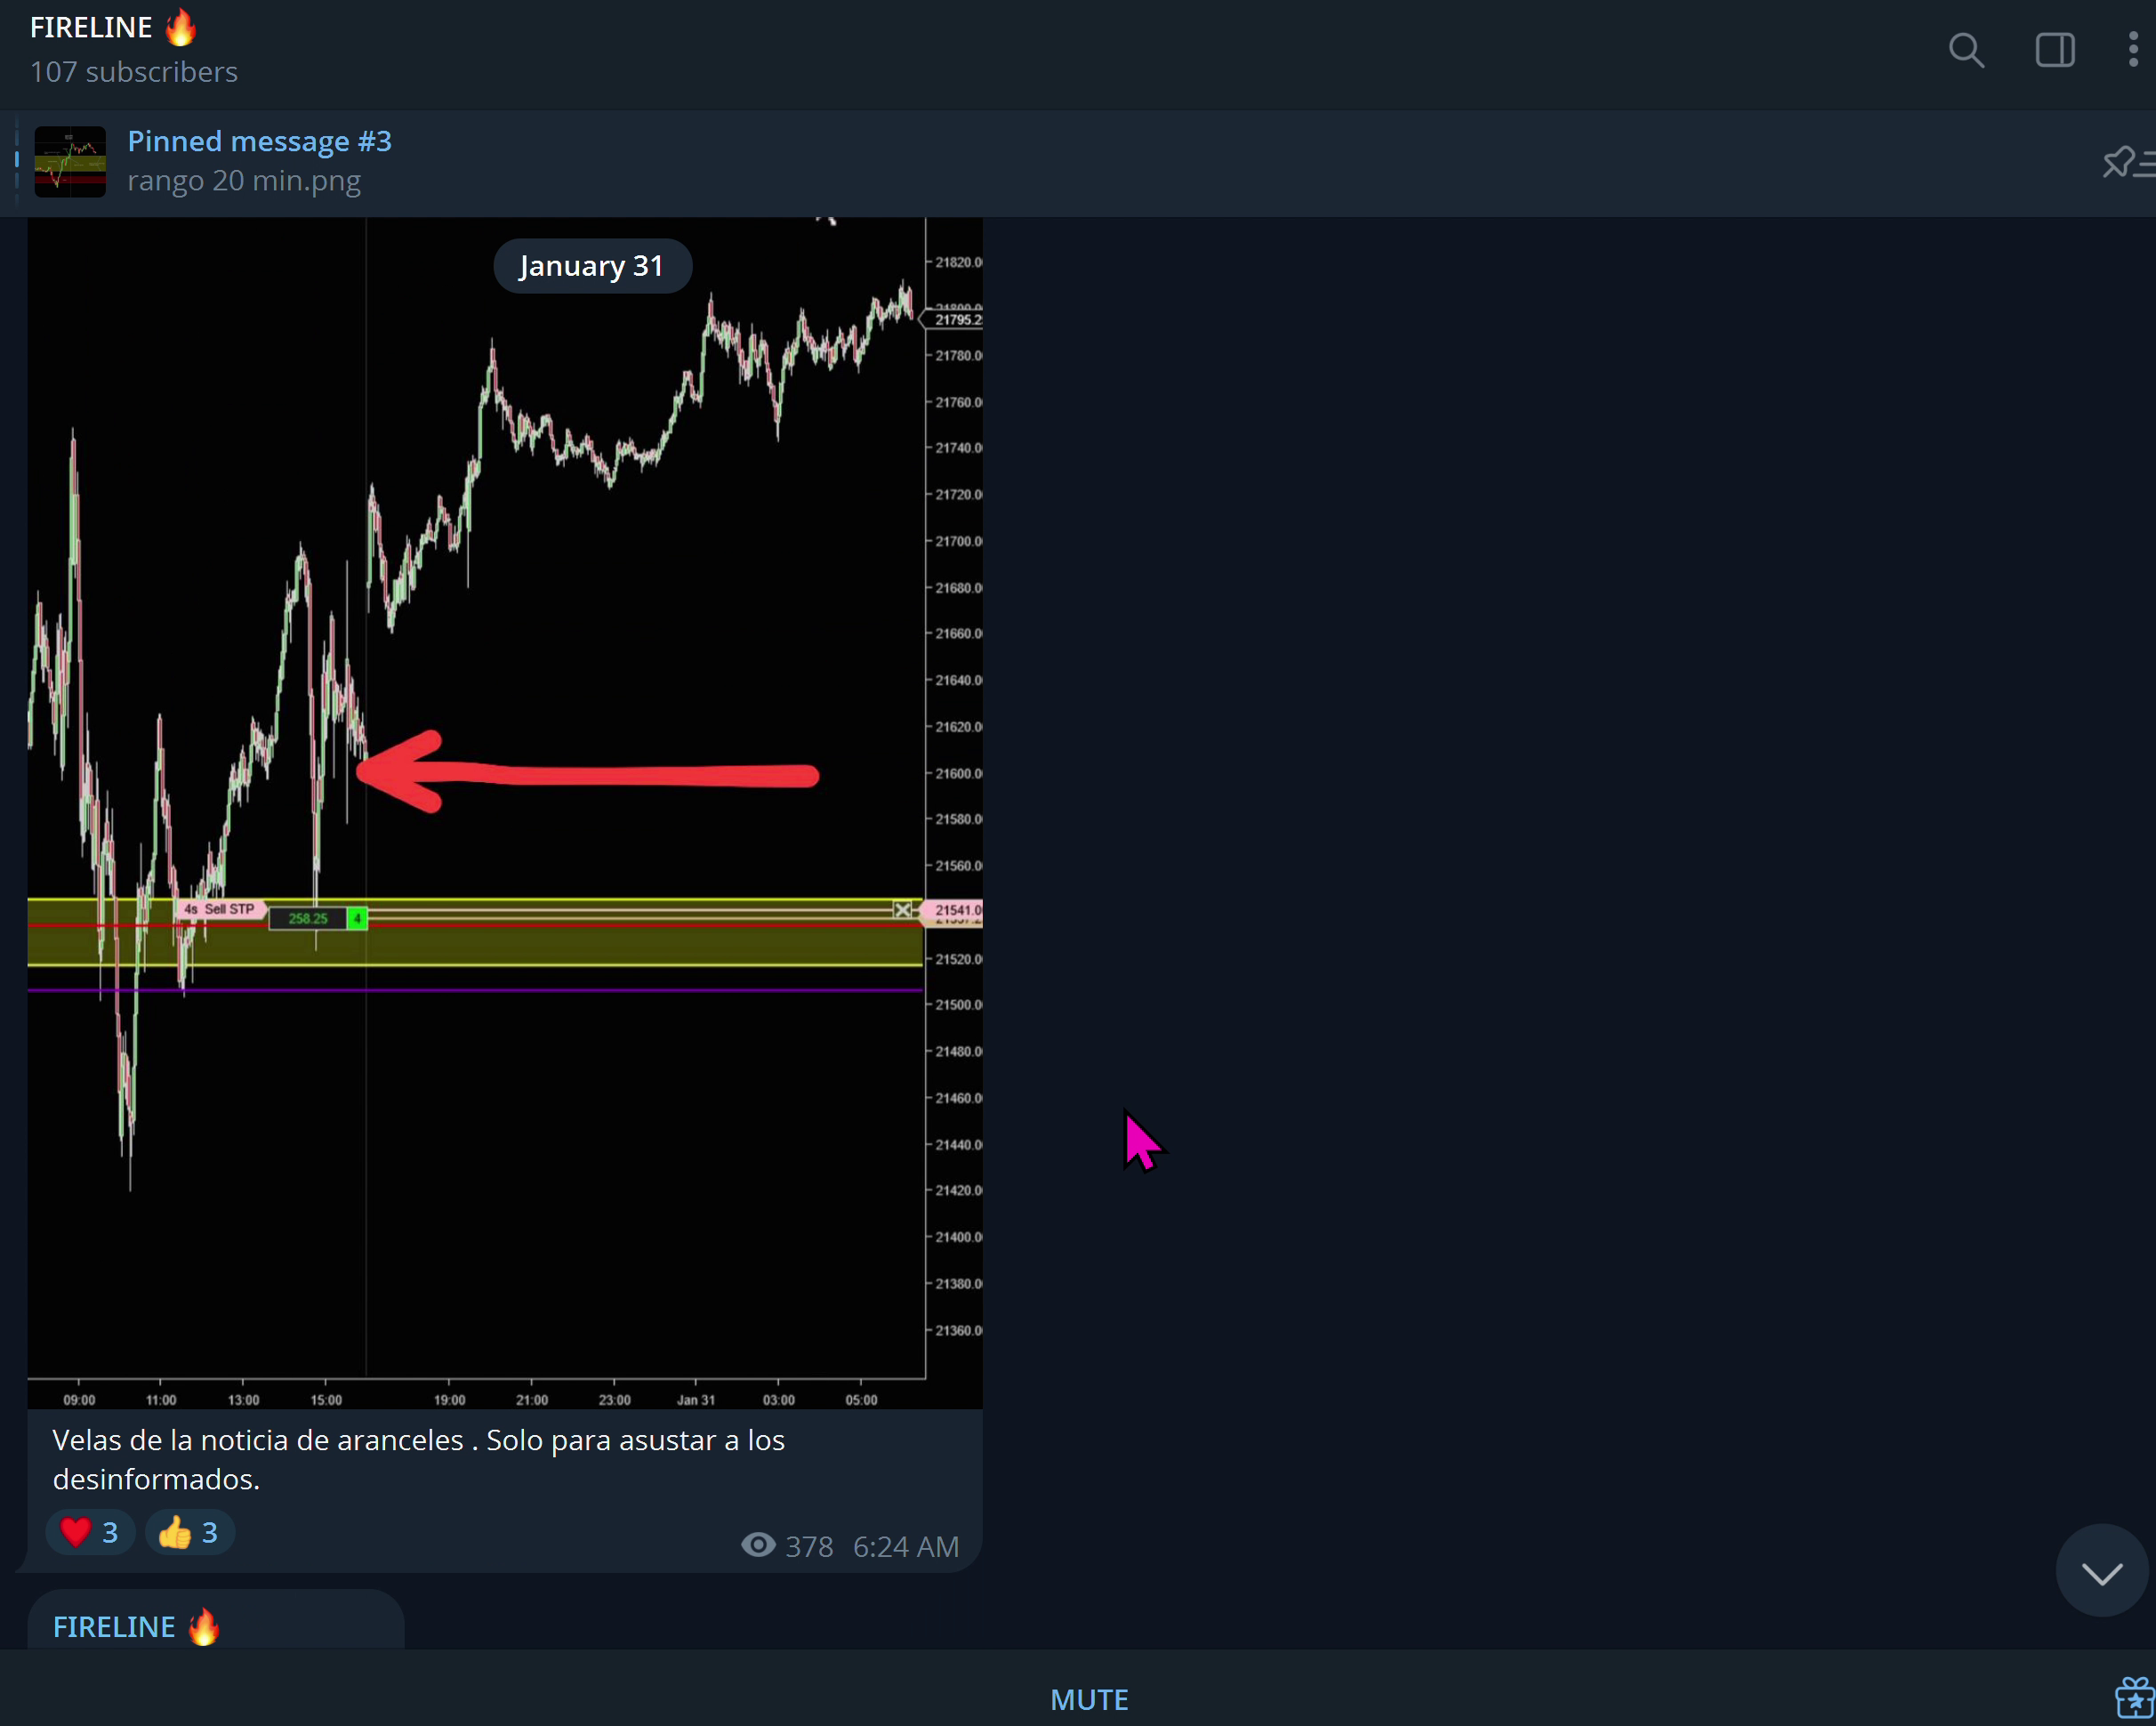 FIRELINE 🔥
107 subscribers
Pinned message #3
rango 20 min.png
January 31
21820.0
21795.2
21780.0
21760.0
21740.0
21720.0
21700.0
21680.0
21660.0
21640.0
21620.0
21600.0
21580.0
21560.0
4s Sell STP
258.25 4
21541.0
21520.0
21500.0
21480.0
21460.0
21440.0
21420.0
21400.0
21380.0
21360.0
09:00 11:00 13:00 15:00 19:00 21:00 23:00 Jan 31 03:00 05:00
Velas de la noticia de aranceles . Solo para asustar a los
desinformados.
❤️ 3 👍 3
378 6:24 AM
FIRELINE 🔥
MUTE